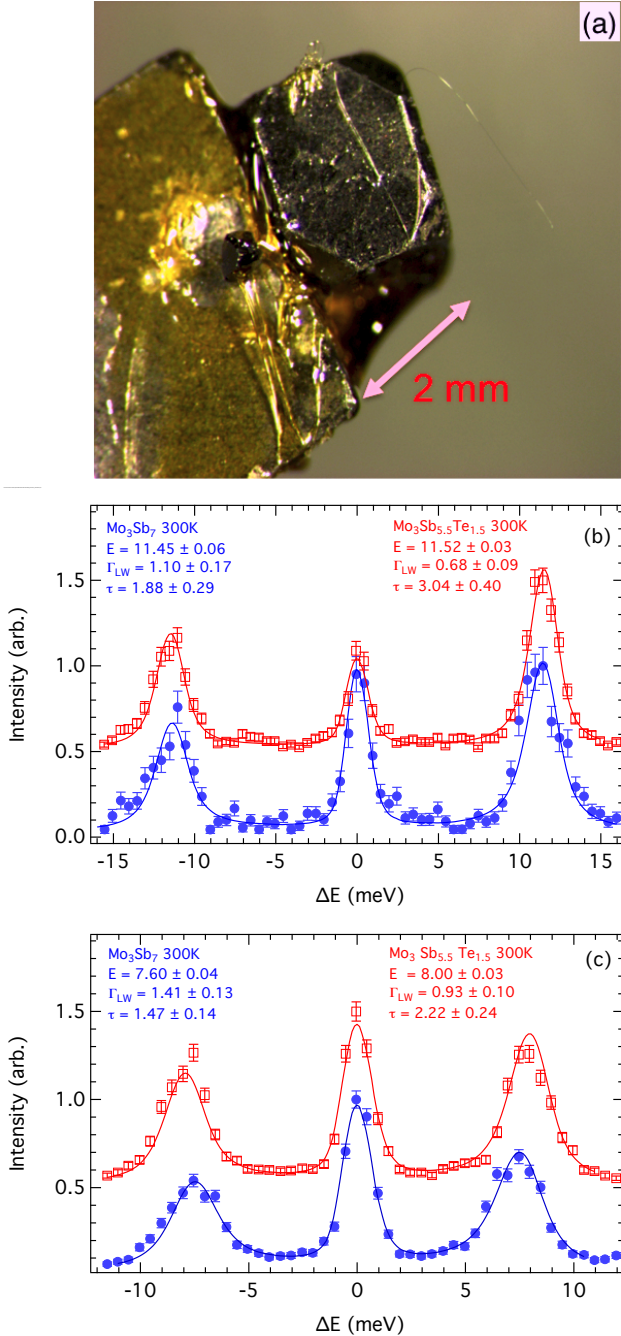 (a)
2 mm
Mo₃Sb₇ 300K
E = 11.45 ± 0.06
Γ_LW = 1.10 ± 0.17
τ = 1.88 ± 0.29
Mo₃Sb₅.₅Te₁.₅ 300K
E = 11.52 ± 0.03
Γ_LW = 0.68 ± 0.09
τ = 3.04 ± 0.40
(b)
Intensity (arb.)
1.5
1.0
0.5
0.0
-15 -10 -5 0 5 10 15
ΔE (meV)
Mo₃Sb₇ 300K
E = 7.60 ± 0.04
Γ_LW = 1.41 ± 0.13
τ = 1.47 ± 0.14
Mo₃ Sb₅.₅ Te₁.₅ 300K
E = 8.00 ± 0.03
Γ_LW = 0.93 ± 0.10
τ = 2.22 ± 0.24
(c)
Intensity (arb.)
1.5
1.0
0.5
-10 -5 0 5 10
ΔE (meV)